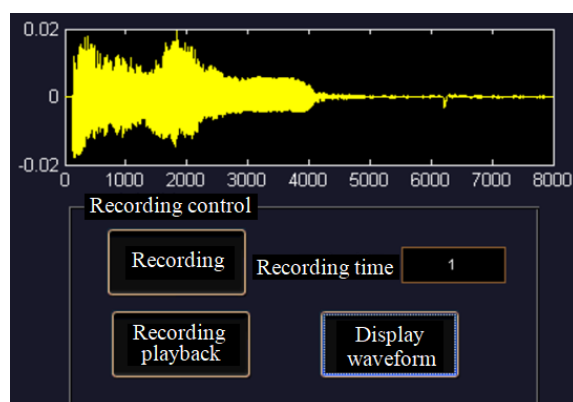 0.02
0
-0.02
0 1000 2000 3000 4000 5000 6000 7000 8000
Recording control
Recording
Recording time 1
Recording
playback
Display
waveform